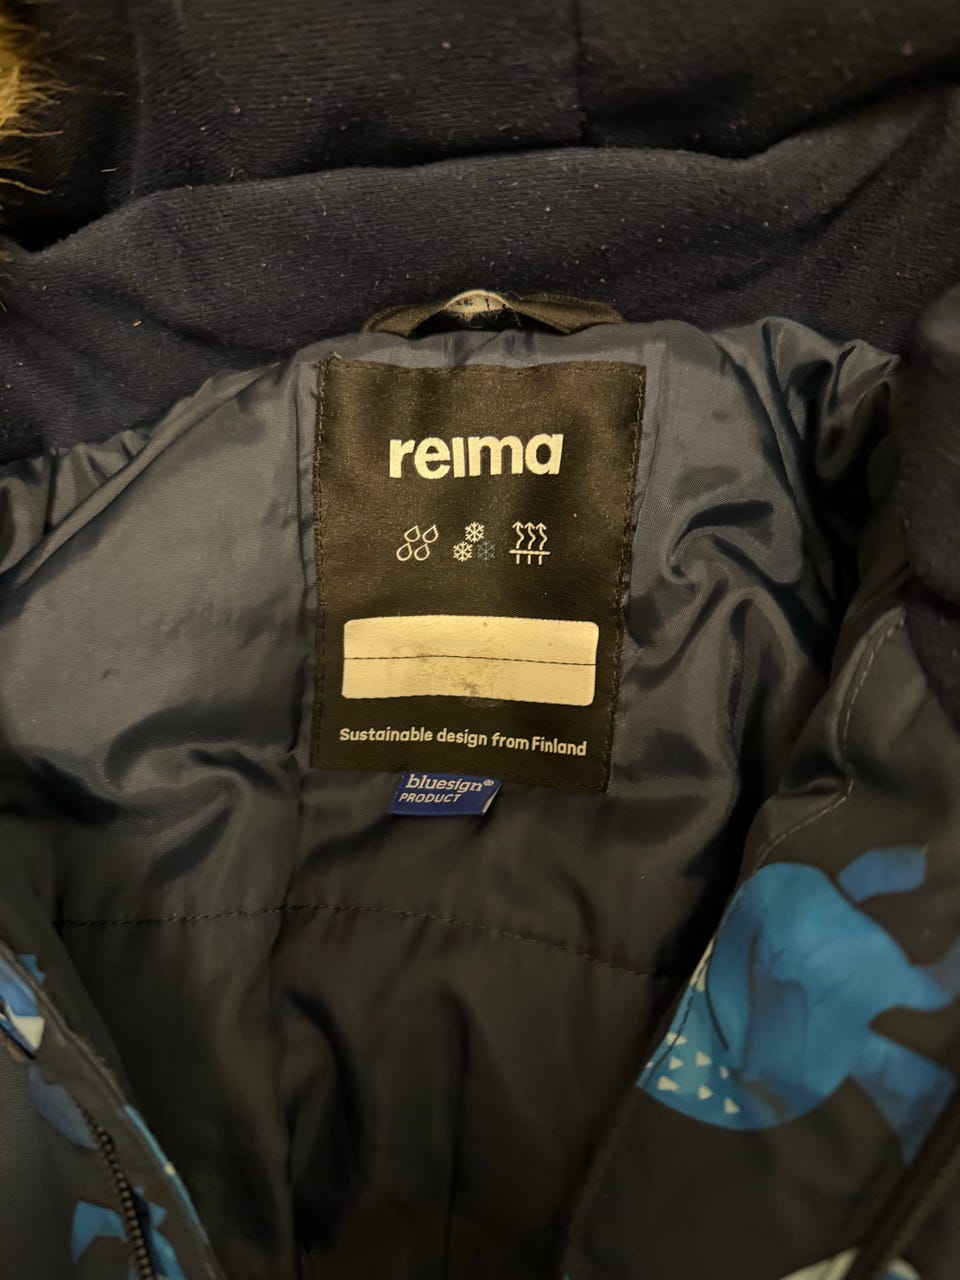 reima
Sustainable design from Finland
bluesign®
PRODUCT